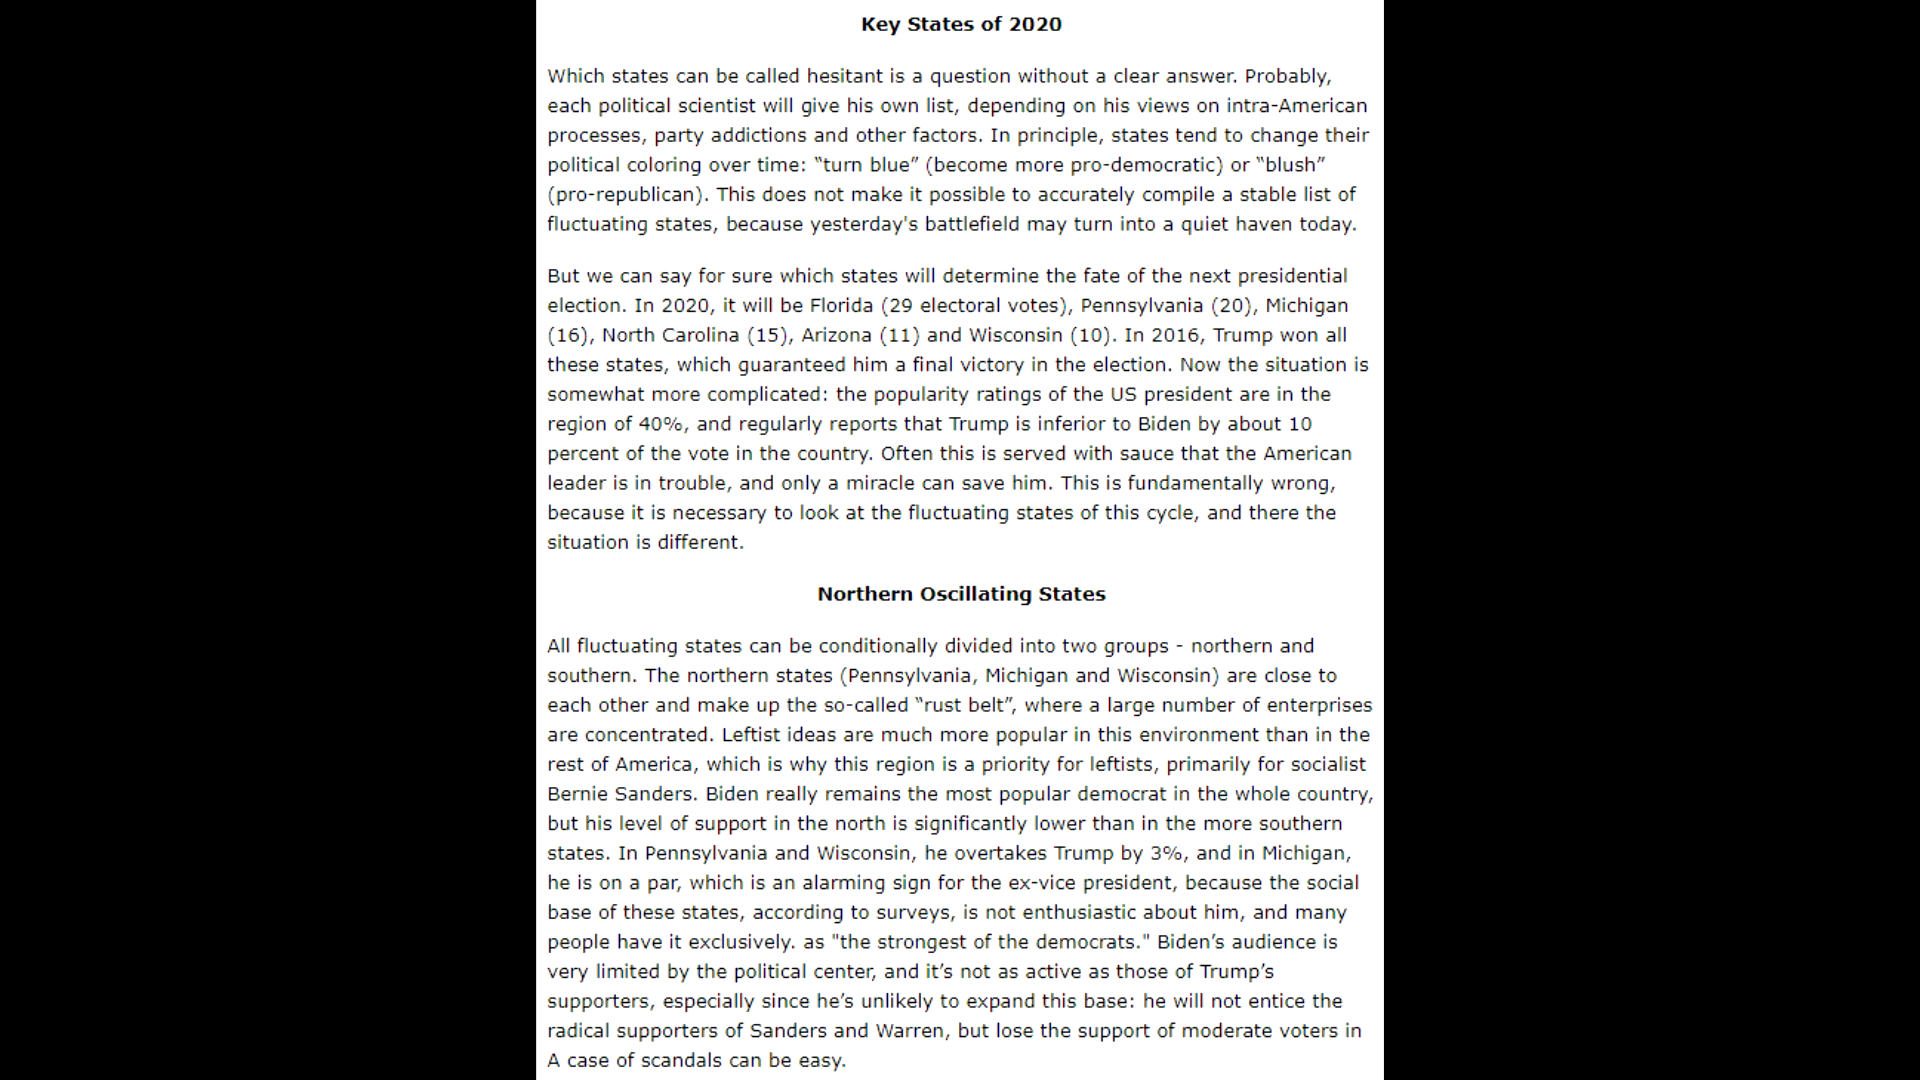 Key States of 2020
Which states can be called hesitant is a question without a clear answer. Probably,
each political scientist will give his own list, depending on his views on intra-American
processes, party addictions and other factors. In principle, states tend to change their
political coloring over time: “turn blue” (become more pro-democratic) or “blush”
(pro-republican). This does not make it possible to accurately compile a stable list of
fluctuating states, because yesterday's battlefield may turn into a quiet haven today.
But we can say for sure which states will determine the fate of the next presidential
election. In 2020, it will be Florida (29 electoral votes), Pennsylvania (20), Michigan
(16), North Carolina (15), Arizona (11) and Wisconsin (10). In 2016, Trump won all
these states, which guaranteed him a final victory in the election. Now the situation is
somewhat more complicated: the popularity ratings of the US president are in the
region of 40%, and regularly reports that Trump is inferior to Biden by about 10
percent of the vote in the country. Often this is served with sauce that the American
leader is in trouble, and only a miracle can save him. This is fundamentally wrong,
because it is necessary to look at the fluctuating states of this cycle, and there the
situation is different.
Northern Oscillating States
All fluctuating states can be conditionally divided into two groups - northern and
southern. The northern states (Pennsylvania, Michigan and Wisconsin) are close to
each other and make up the so-called “rust belt”, where a large number of enterprises
are concentrated. Leftist ideas are much more popular in this environment than in the
rest of America, which is why this region is a priority for leftists, primarily for socialist
Bernie Sanders. Biden really remains the most popular democrat in the whole country,
but his level of support in the north is significantly lower than in the more southern
states. In Pennsylvania and Wisconsin, he overtakes Trump by 3%, and in Michigan,
he is on a par, which is an alarming sign for the ex-vice president, because the social
base of these states, according to surveys, is not enthusiastic about him, and many
people have it exclusively. as "the strongest of the democrats." Biden’s audience is
very limited by the political center, and it’s not as active as those of Trump’s
supporters, especially since he’s unlikely to expand this base: he will not entice the
radical supporters of Sanders and Warren, but lose the support of moderate voters in
A case of scandals can be easy.